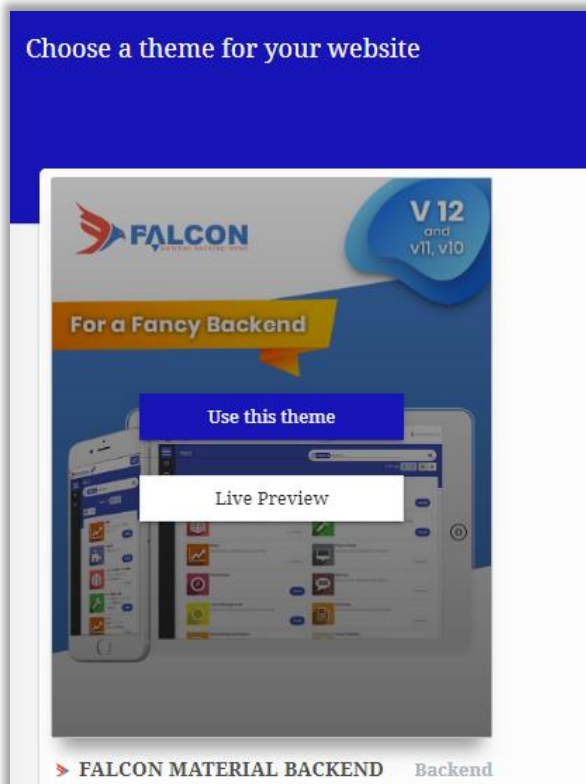 Choose a theme for your website
FALCON
V 12
and
v11, v10
For a Fancy Backend
Use this theme
Live Preview
FALCON MATERIAL BACKEND Backend